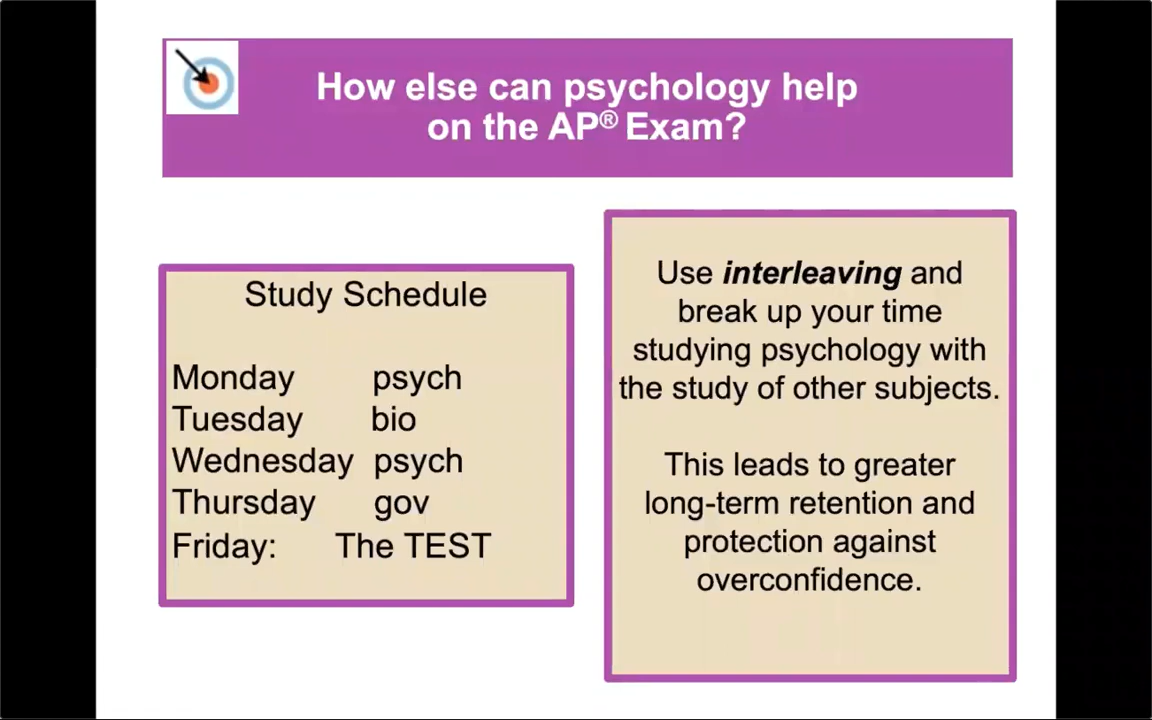 How else can psychology help
on the AP® Exam?
Study Schedule
Monday psych
Tuesday bio
Wednesday psych
Thursday gov
Friday: The TEST
Use interleaving and
break up your time
studying psychology with
the study of other subjects.
This leads to greater
long-term retention and
protection against
overconfidence.